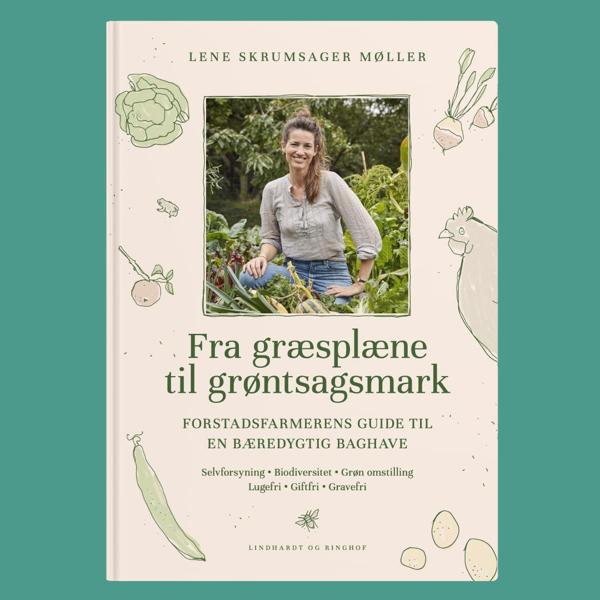 LENE SKRUMSAGER MØLLER
Fra græsplæne
til grøntsagsmark
FORSTADSFARMERENS GUIDE TIL
EN BÆREDYGTIG BAGHAVE
Selvforsyning • Biodiversitet • Grøn omstilling
Lugefri • Giftfri • Gravefri
LINDHARDT OG RINGHOF